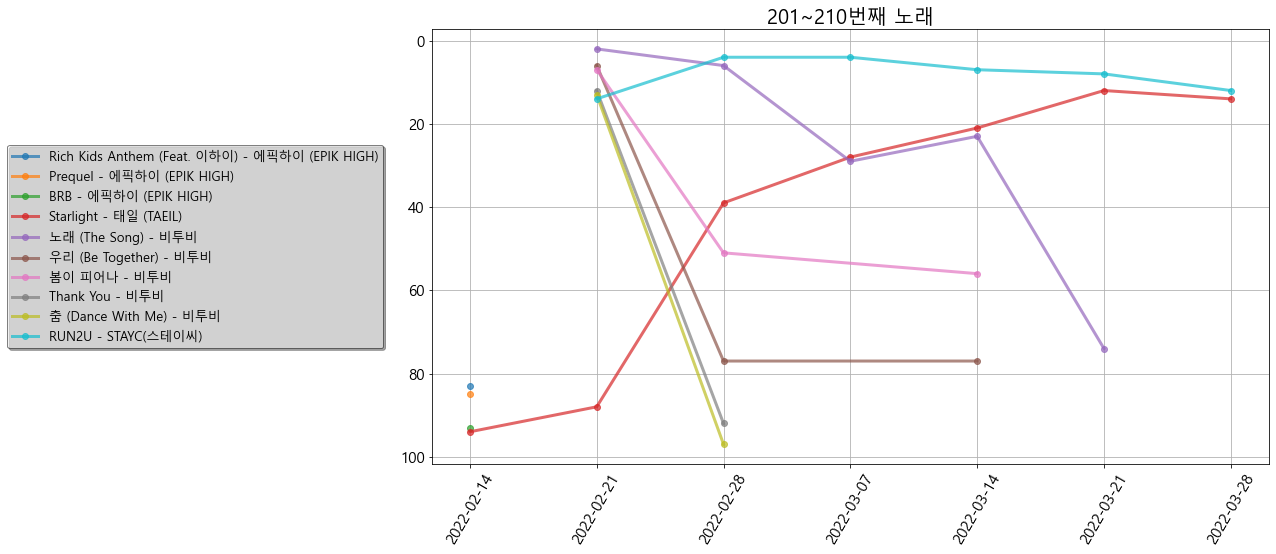 201~210번째 노래
Rich Kids Anthem (Feat. 이하이) - 에픽하이 (EPIK HIGH)
Prequel - 에픽하이 (EPIK HIGH)
BRB - 에픽하이 (EPIK HIGH)
Starlight - 태일 (TAEIL)
노래 (The Song) - 비투비
우리 (Be Together) - 비투비
봄이 피어나 - 비투비
Thank You - 비투비
춤 (Dance With Me) - 비투비
RUN2U - STAYC(스테이씨)
0
20
40
60
80
100
2022-02-14
2022-02-21
2022-02-28
2022-03-07
2022-03-14
2022-03-21
2022-03-28